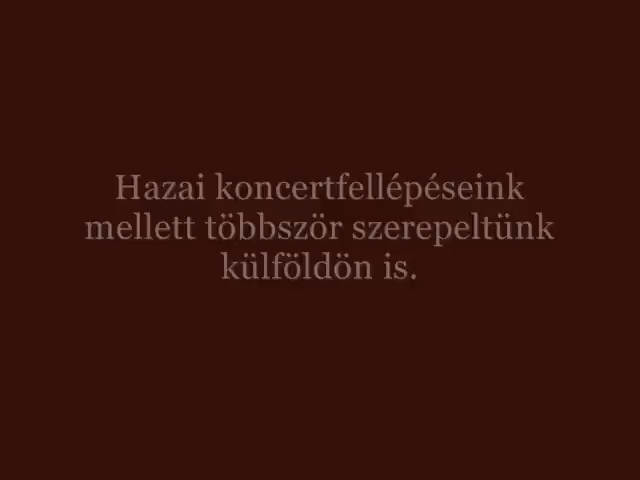 Hazai koncertfellépéseink
mellett többször szerepeltünk
külföldön is.